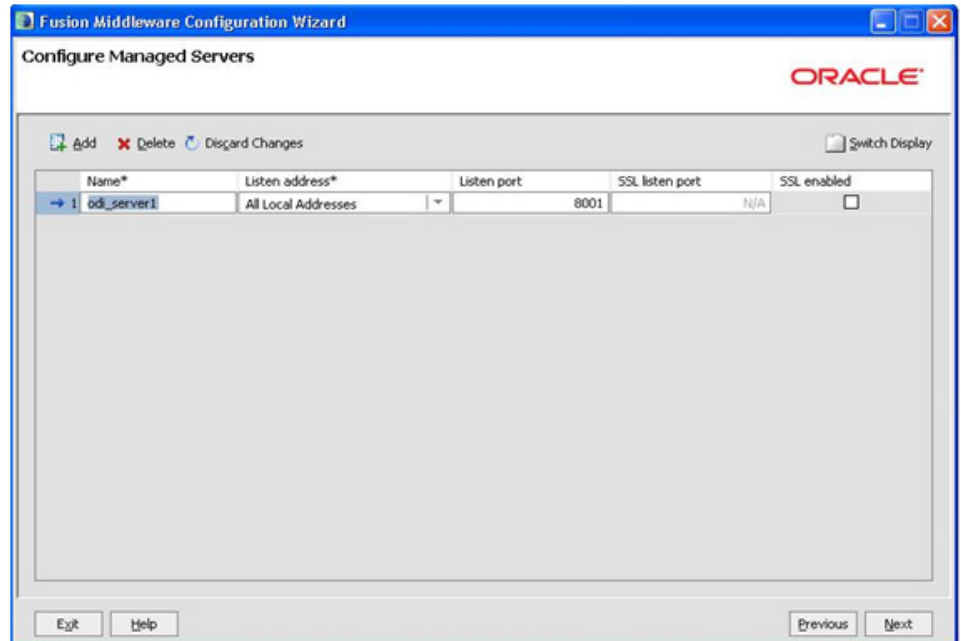 Fusion Middleware Configuration Wizard
Configure Managed Servers
ORACLE
Add Delete Discard Changes Switch Display
Name* Listen address* Listen port SSL listen port SSL enabled
1 odi_server1 All Local Addresses 8001 N/A
Exit Help Previous Next